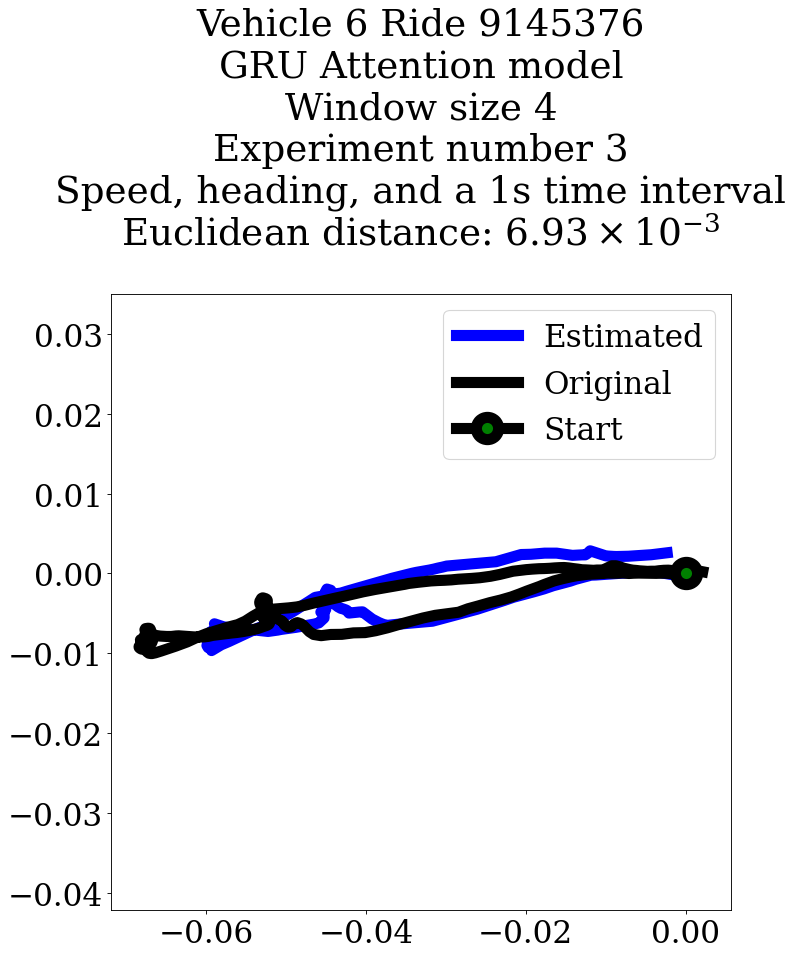 Vehicle 6 Ride 9145376
GRU Attention model
Window size 4
Experiment number 3
Speed, heading, and a 1s time interval
Euclidean distance: 6.93 × 10⁻³
Estimated
Original
Start
0.03
0.02
0.01
0.00
−0.01
−0.02
−0.03
−0.04
−0.06
−0.04
−0.02
0.00